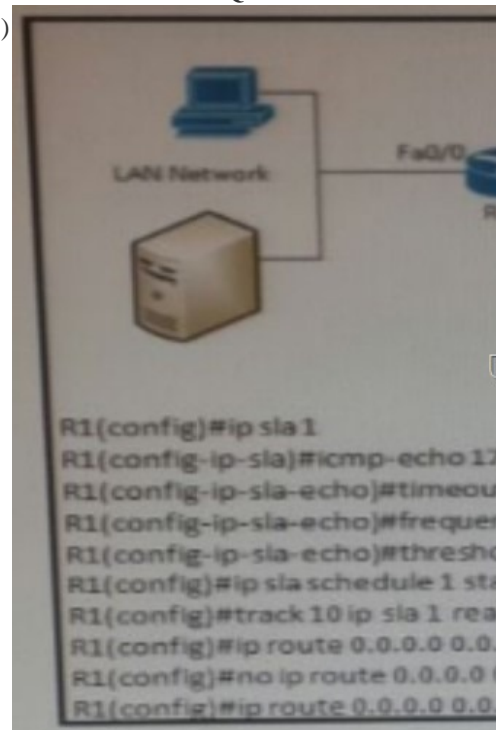 )
Fa0/0
LAN Network
R
R1(config)#ip sla 1
R1(config-ip-sla)#icmp-echo 17
R1(config-ip-sla-echo)#timeou
R1(config-ip-sla-echo)#freque
R1(config-ip-sla-echo)#thresho
R1(config)#ip sla schedule 1 sta
R1(config)#track 10 ip sla 1 rea
R1(config)#ip route 0.0.0.0 0.0.
R1(config)#no ip route 0.0.0.0
R1(config)#ip route 0.0.0.0 0.0.